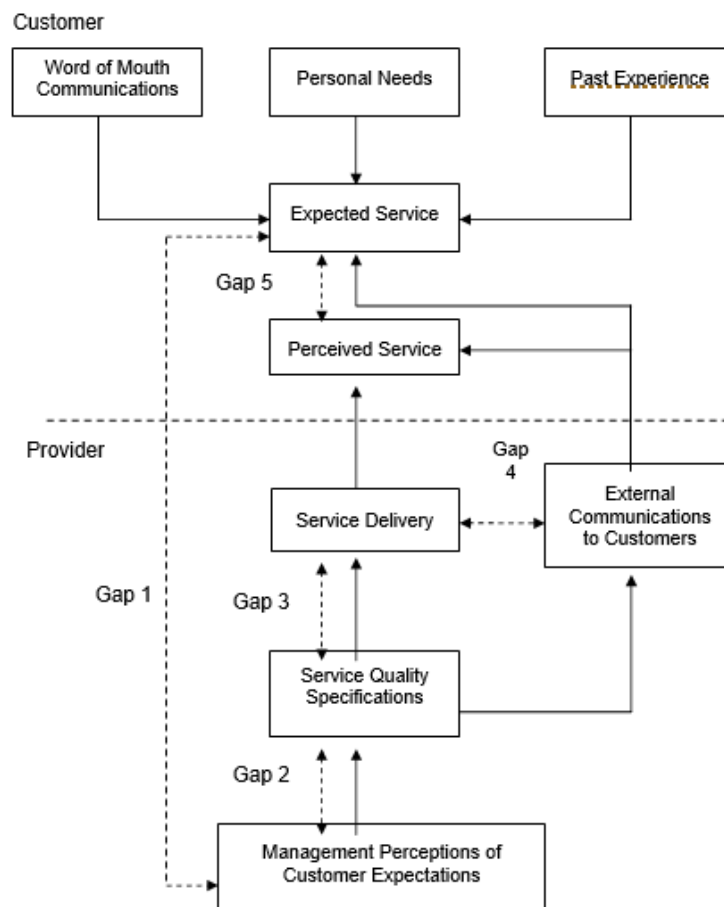 Customer
Word of Mouth
Communications
Personal Needs
Past Experience
Expected Service
Gap 5
Perceived Service
Provider
Gap
4
External
Communications
to Customers
Service Delivery
Gap 1
Gap 3
Service Quality
Specifications
Gap 2
Management Perceptions of
Customer Expectations